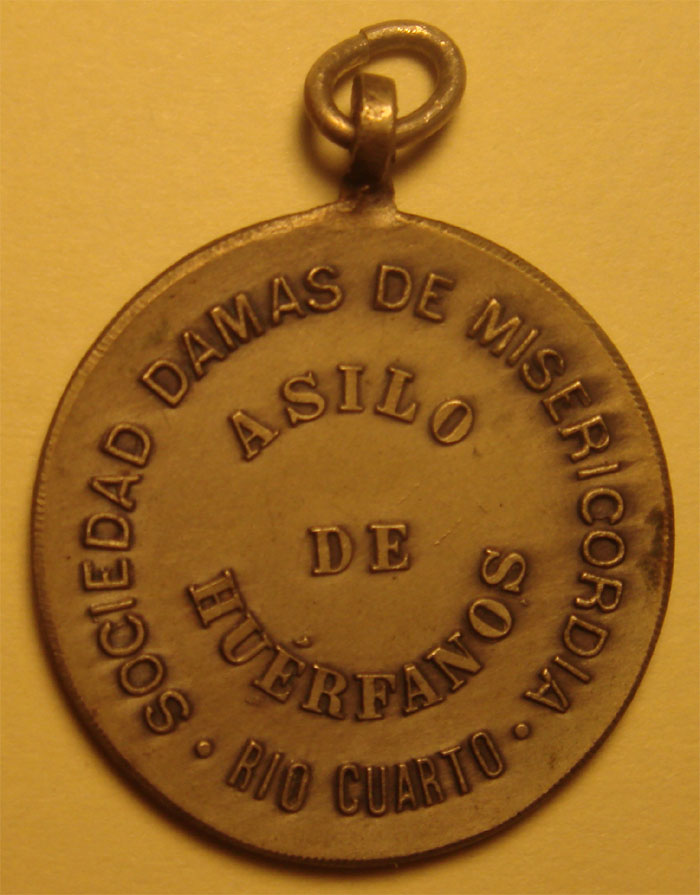 SOCIEDAD DAMAS DE MISERICORDIA
· RIO CUARTO ·
ASILO
DE
HUÉRFANOS